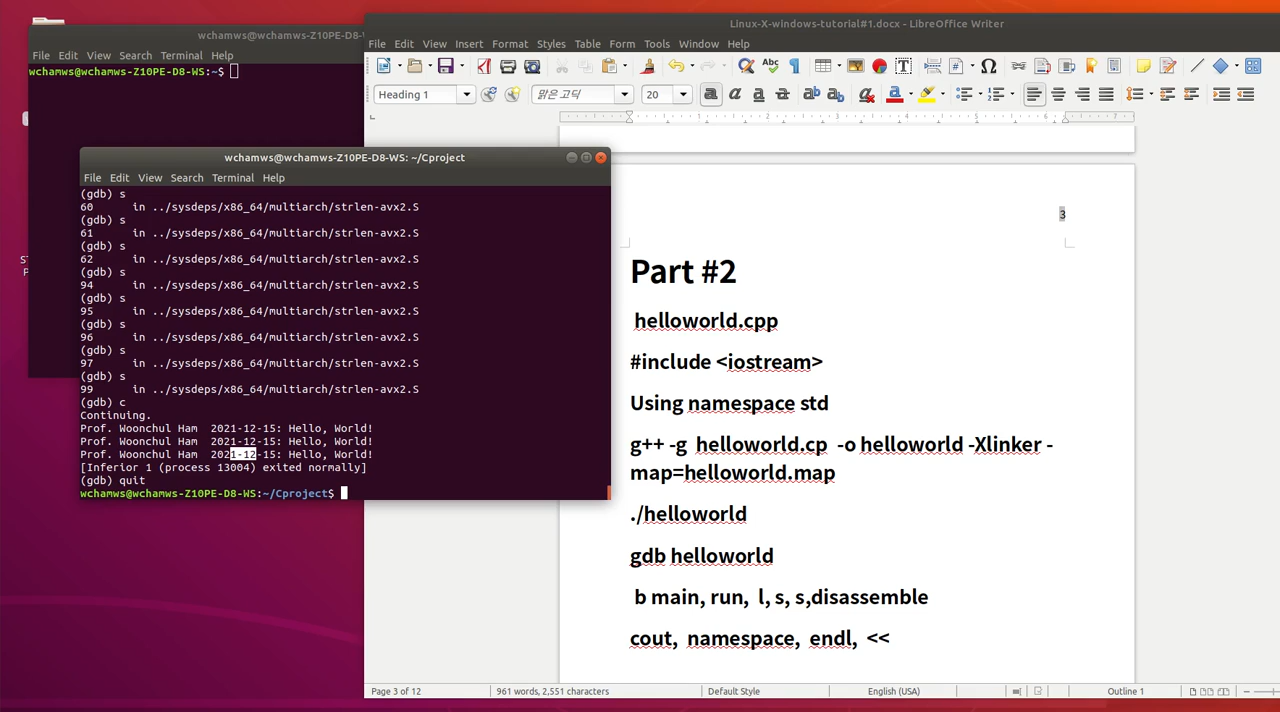 wchamws@wchamws-Z10PE-D8-W
File Edit View Search Terminal Help
wchamws@wchamws-Z10PE-D8-WS:~$
Linux-X-windows-tutorial#1.docx - LibreOffice Writer
File Edit View Insert Format Styles Table Form Tools Window Help
Heading 1 맑은 고딕 20
wchamws@wchamws-Z10PE-D8-WS: ~/Cproject
File Edit View Search Terminal Help
(gdb) s
60 in ../sysdeps/x86_64/multiarch/strlen-avx2.S
(gdb) s
61 in ../sysdeps/x86_64/multiarch/strlen-avx2.S
(gdb) s
62 in ../sysdeps/x86_64/multiarch/strlen-avx2.S
(gdb) s
94 in ../sysdeps/x86_64/multiarch/strlen-avx2.S
(gdb) s
95 in ../sysdeps/x86_64/multiarch/strlen-avx2.S
(gdb) s
96 in ../sysdeps/x86_64/multiarch/strlen-avx2.S
(gdb) s
97 in ../sysdeps/x86_64/multiarch/strlen-avx2.S
(gdb) s
99 in ../sysdeps/x86_64/multiarch/strlen-avx2.S
(gdb) c
Continuing.
Prof. Woonchul Ham 2021-12-15: Hello, World!
Prof. Woonchul Ham 2021-12-15: Hello, World!
Prof. Woonchul Ham 2021-12-15: Hello, World!
[Inferior 1 (process 13004) exited normally]
(gdb) quit
wchamws@wchamws-Z10PE-D8-WS:~/Cproject$
1 2 3 4 5 6 7
3
Part #2
helloworld.cpp
#include <iostream>
Using namespace std
g++ -g helloworld.cp -o helloworld -Xlinker -
map=helloworld.map
./helloworld
gdb helloworld
b main, run, l, s, s,disassemble
cout, namespace, endl, <<
Page 3 of 12 961 words, 2,551 characters Default Style English (USA) Outline 1